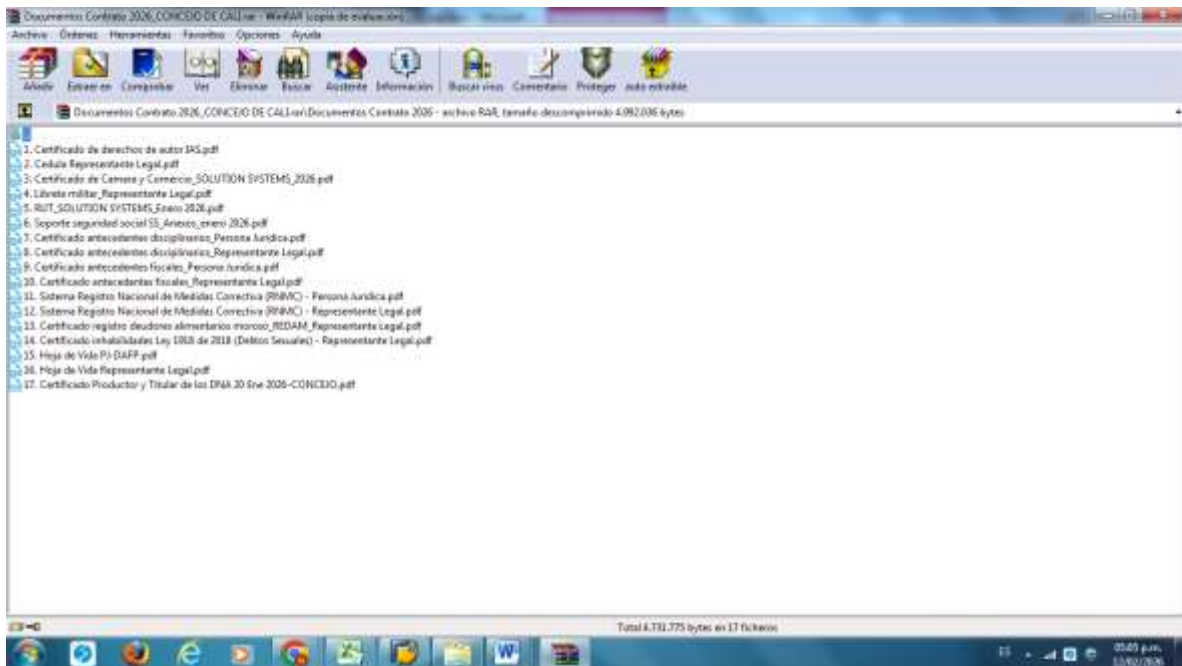 Documentos Contrato 2026_CONCEJO DE CALI.rar - WinRAR (copia de evaluación)
Archivo Órdenes Herramientas Favoritos Opciones Ayuda
Añadir Extraer en Comprobar Ver Eliminar Buscar Asistente Información Buscar virus Comentario Proteger auto extraíble
Documentos Contrato 2026_CONCEJO DE CALI.rar\Documentos Contrato 2026 - archivo RAR, tamaño descomprimido 4.992.036 bytes
1. Certificado de derechos de autor IAS.pdf
2. Cedula Representante Legal.pdf
3. Certificado de Camara y Comercio_SOLUTION SYSTEMS_2026.pdf
4. Libreta militar_Representante Legal.pdf
5. RUT_SOLUTION SYSTEMS_Enero 2026.pdf
6. Soporte seguridad social SS_Anexos_enero 2026.pdf
7. Certificado antecedentes disciplinarios_Persona Juridica.pdf
8. Certificado antecedentes disciplinarios_Representante Legal.pdf
9. Certificado antecedentes fiscales_Persona Juridica.pdf
10. Certificado antecedentes fiscales_Representante Legal.pdf
11. Sistema Registro Nacional de Medidas Correctiva (RNMC) - Persona Juridica.pdf
12. Sistema Registro Nacional de Medidas Correctiva (RNMC) - Representante Legal.pdf
13. Certificado registro deudores alimentarios moroso_REDAM_Representante Legal.pdf
14. Certificado inhabilidades Ley 1918 de 2018 (Delitos Sexuales) - Representante Legal.pdf
15. Hoja de Vida PJ-DAFP.pdf
16. Hoja de Vida Representante Legal.pdf
17. Certificado Productor y Titular de los DNA 20 Ene 2026-CONCEJO.pdf
Total 4.731.775 bytes en 17 ficheros
ES
05:05 p.m.